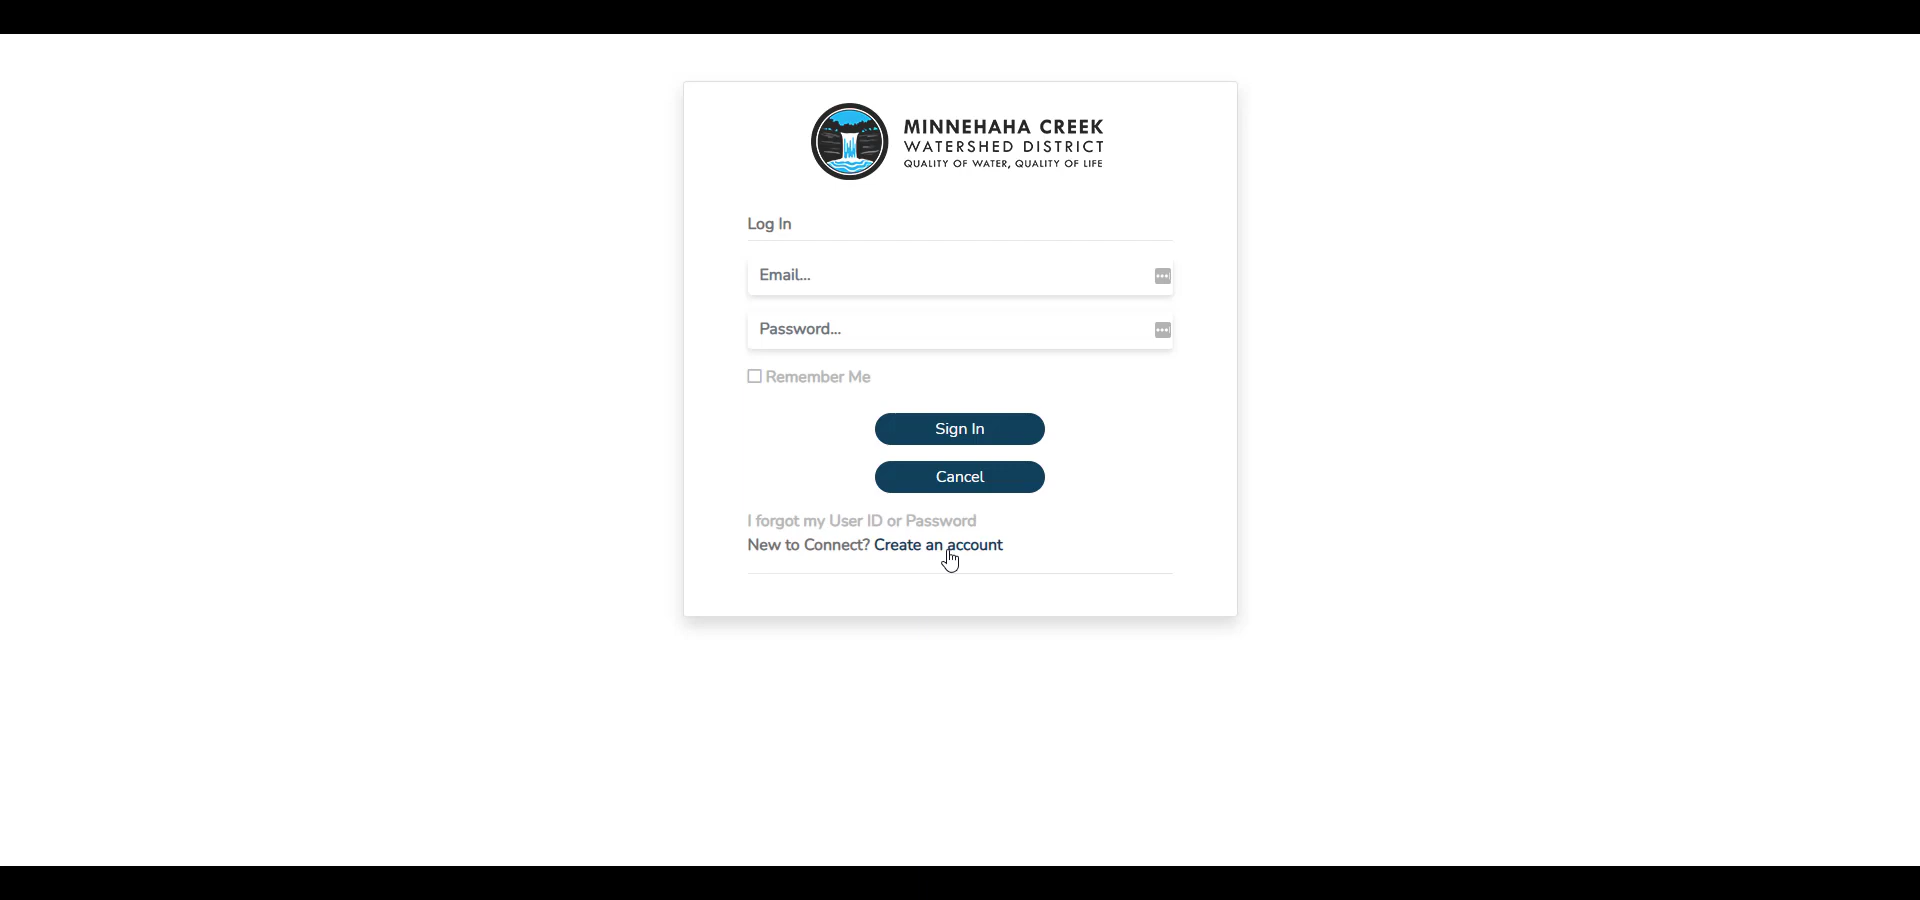 MINNEHAHA CREEK
WATERSHED DISTRICT
QUALITY OF WATER, QUALITY OF LIFE
Log In
Email...
Password...
Remember Me
Sign In
Cancel
I forgot my User ID or Password
New to Connect? Create an account